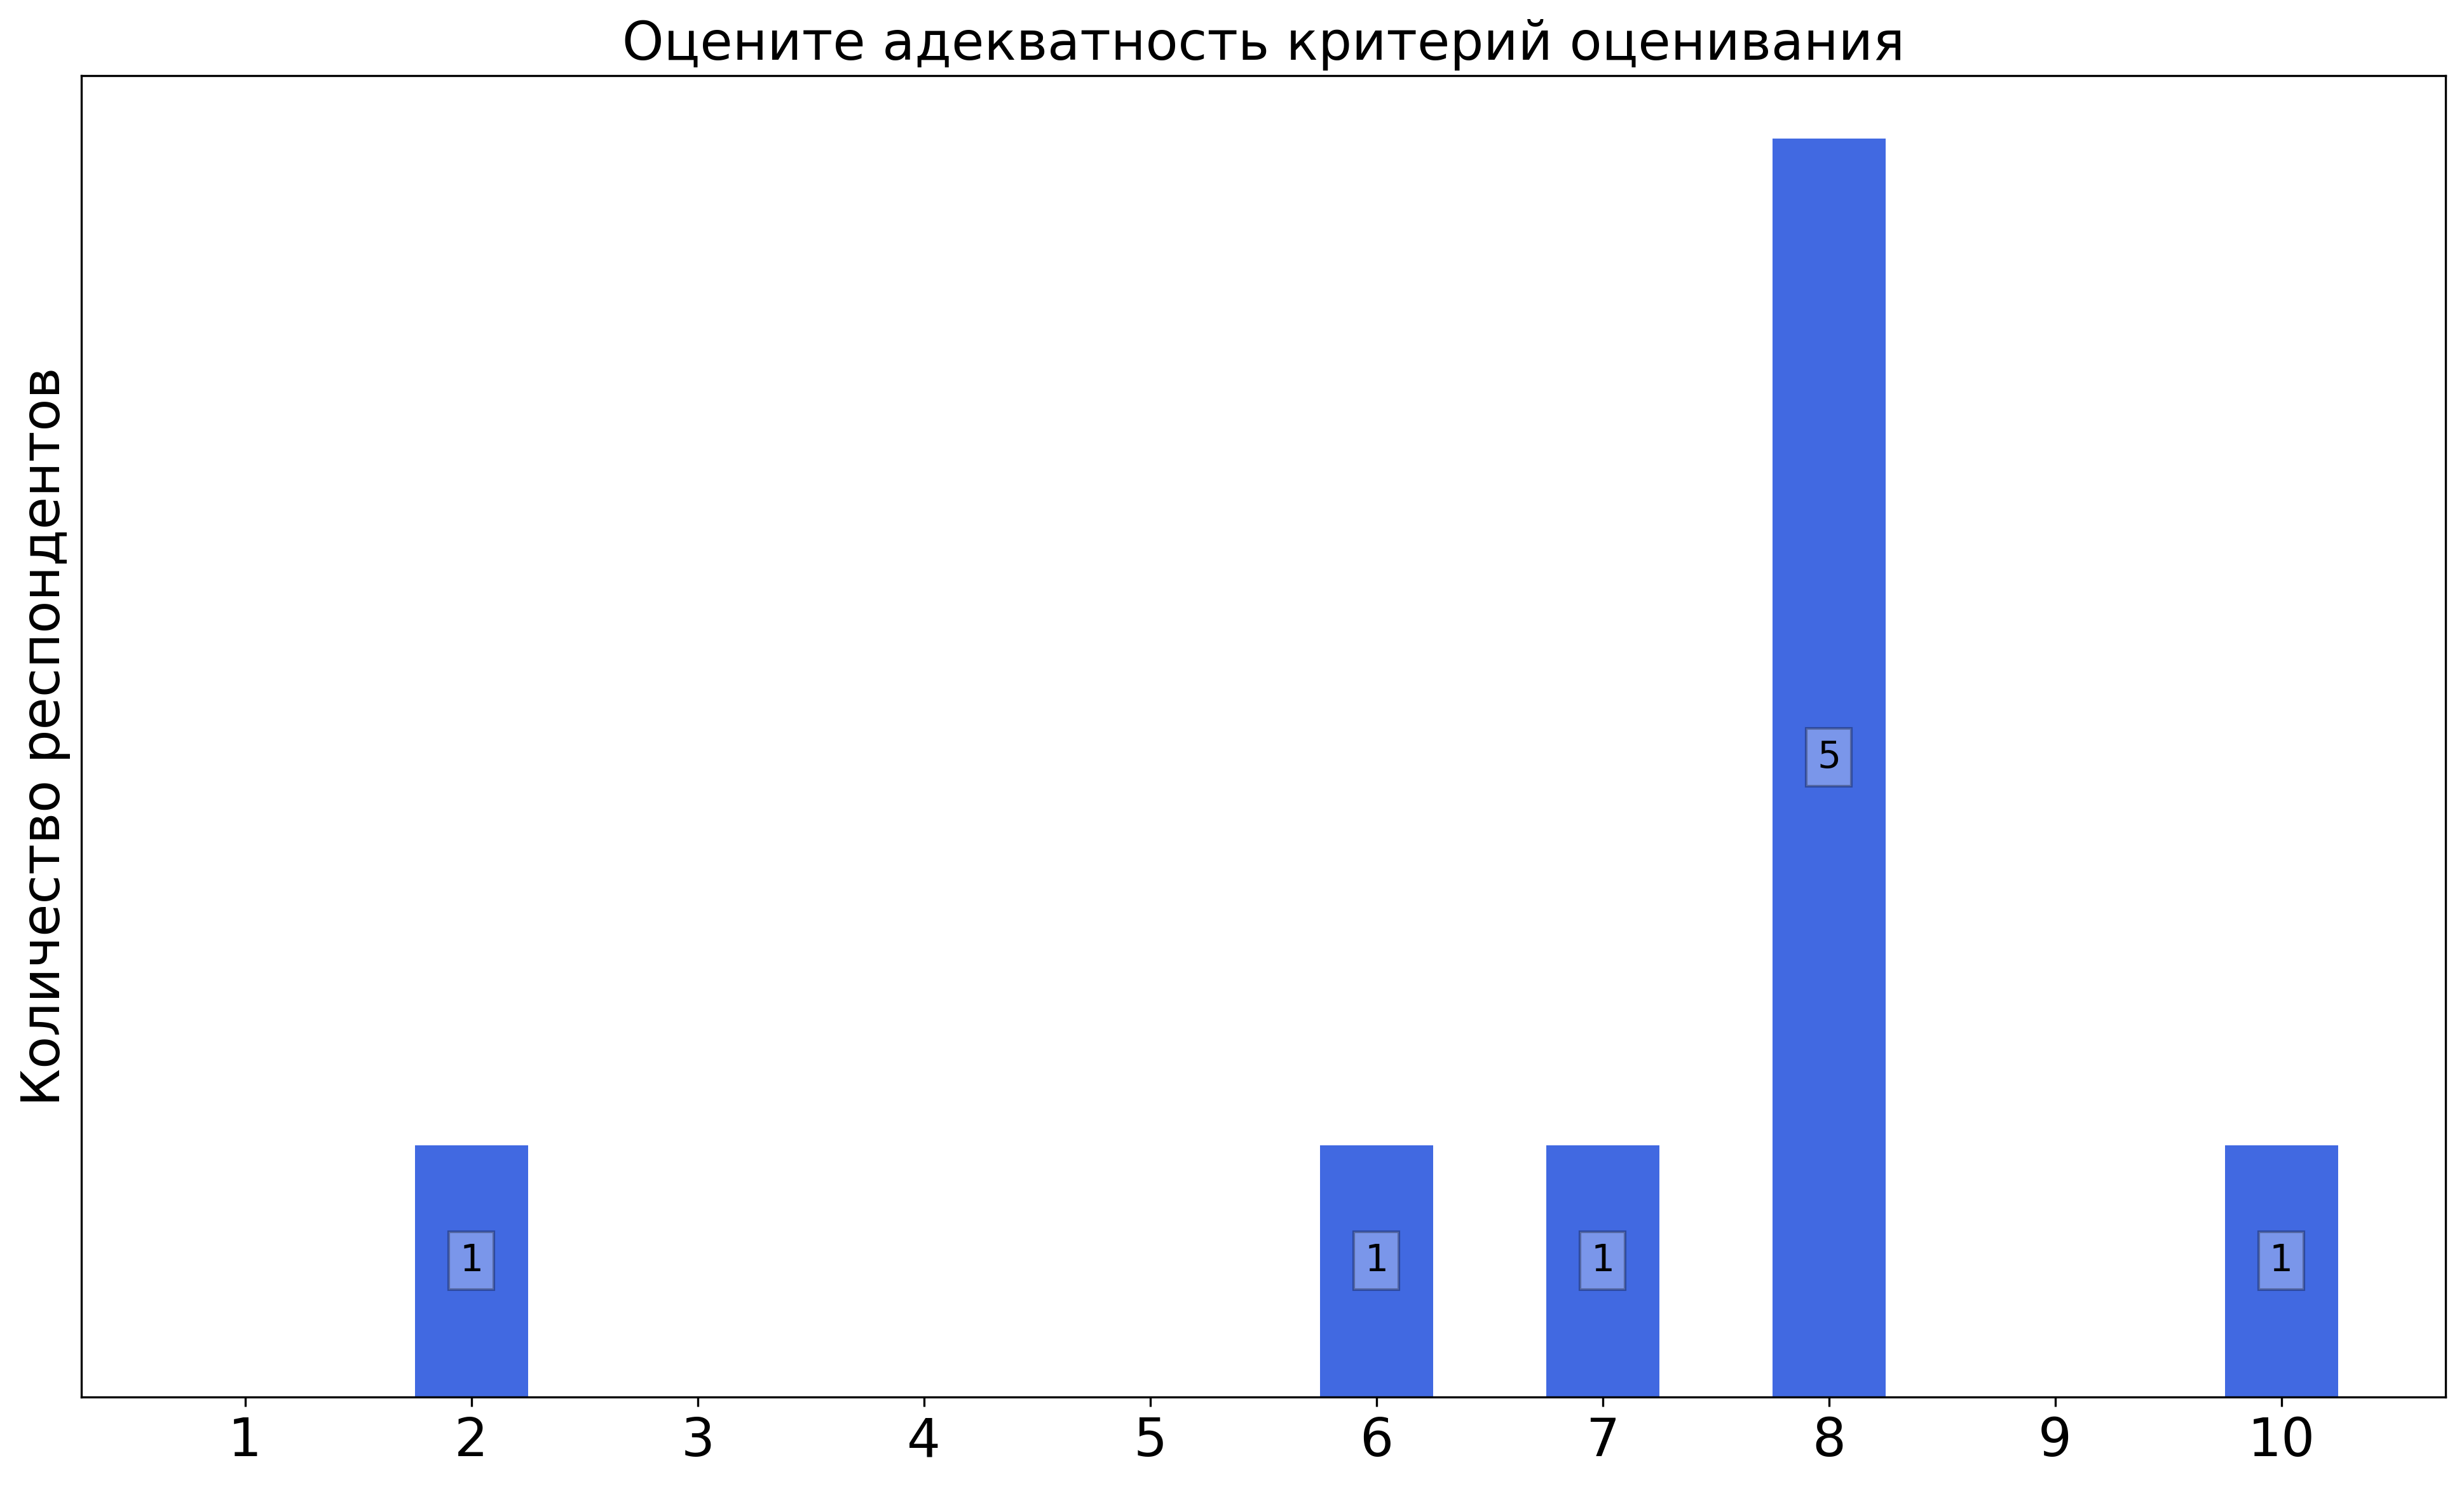 Оцените адекватность критерий оценивания
Количество респондентов
5
1 1 1 1
1 2 3 4 5 6 7 8 9 10